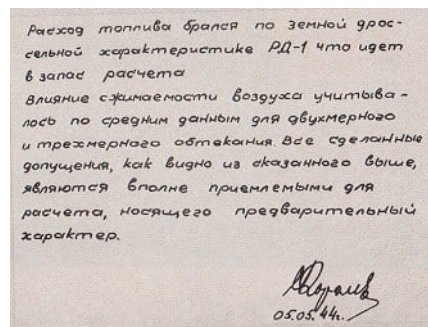 Расход топлива брался по земной дрос-
сельной характеристике РД-1 что идет
в запас расчета
Влияние сжимаемости воздуха учитыва-
лось по средним данным для двухмерного
и трехмерного обтекания. Все сделанные
допущения, как видно из сказанного выше,
являются вполне приемлемыми для
расчета, носящего предварительный
характер.
Королев
05.05.44г.